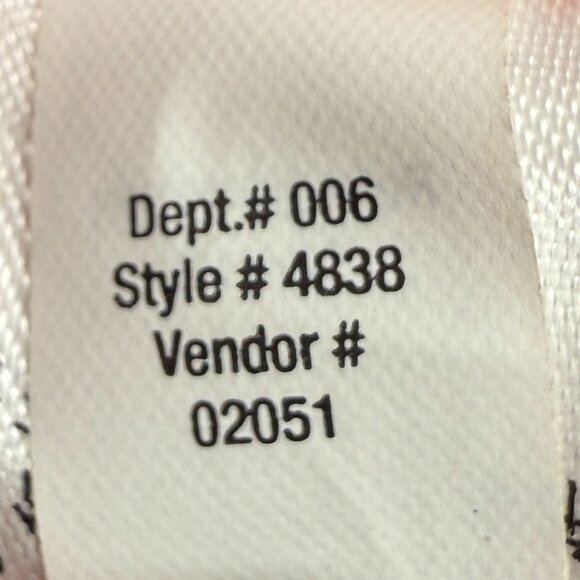 Dept.# 006
Style # 4838
Vendor #
02051